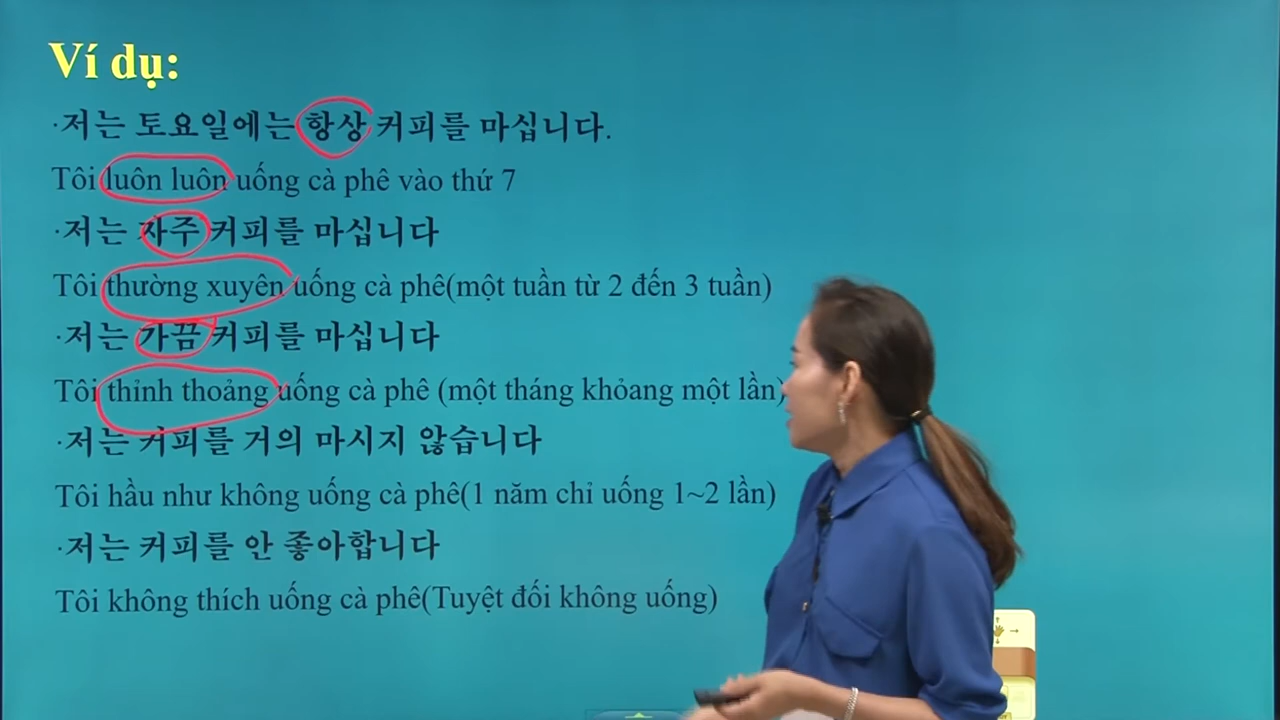 Ví dụ:
·저는 토요일에는 항상 커피를 마십니다.
Tôi luôn luôn uống cà phê vào thứ 7
·저는 자주 커피를 마십니다
Tôi thường xuyên uống cà phê(một tuần từ 2 đến 3 tuần)
·저는 가끔 커피를 마십니다
Tôi thỉnh thoảng uống cà phê (một tháng khỏang một lần)
·저는 커피를 거의 마시지 않습니다
Tôi hầu như không uống cà phê(1 năm chỉ uống 1~2 lần)
·저는 커피를 안 좋아합니다
Tôi không thích uống cà phê(Tuyệt đối không uống)